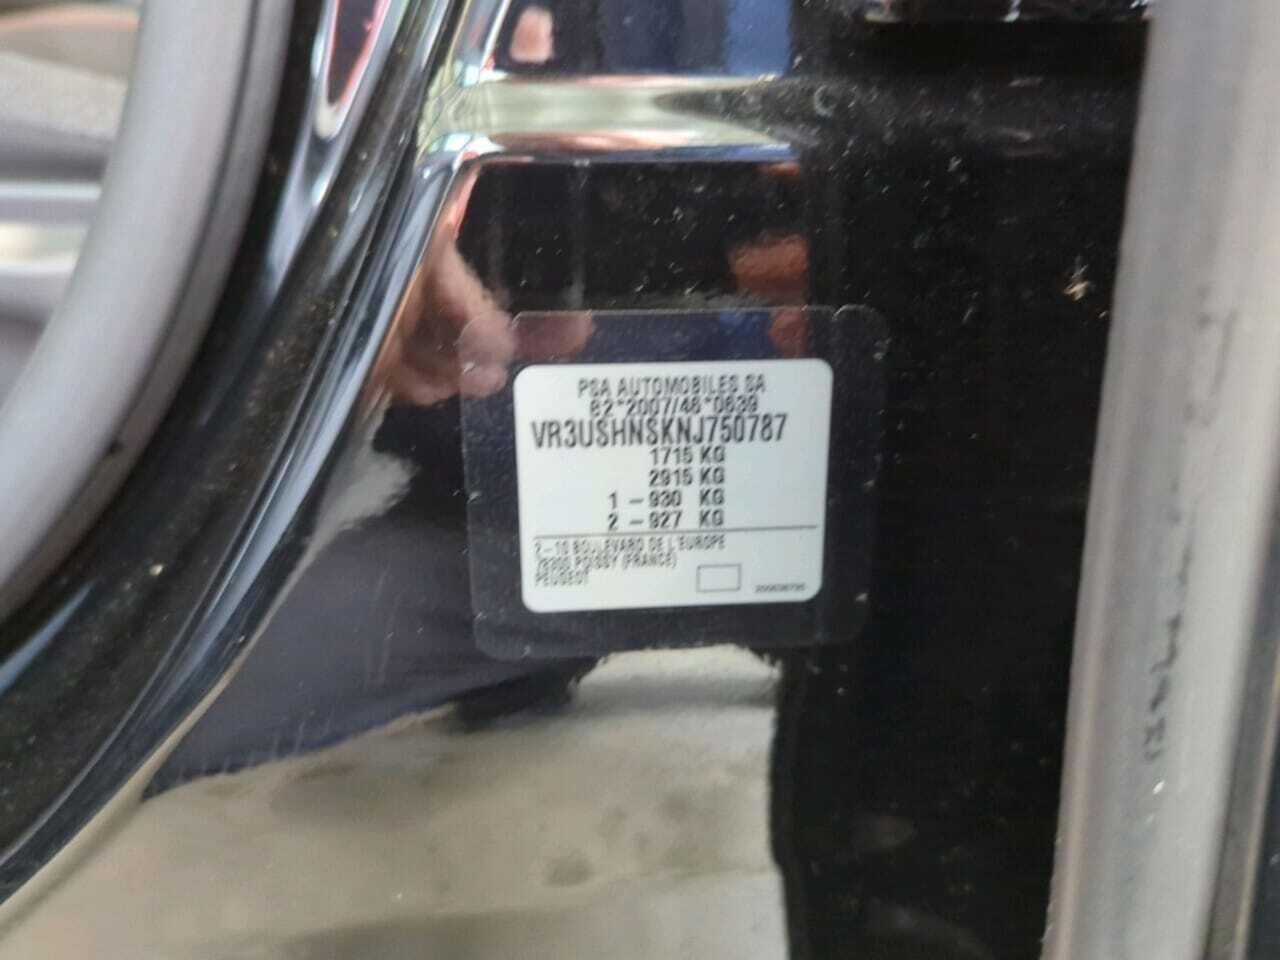 PSA AUTOMOBILES SA
e2*2007/46*0639
VR3USHNSKNJ750787
1715 KG
2915 KG
1 - 930 KG
2 - 927 KG
2-10 BOULEVARD DE L'EUROPE
78300 POISSY (FRANCE)
PEUGEOT